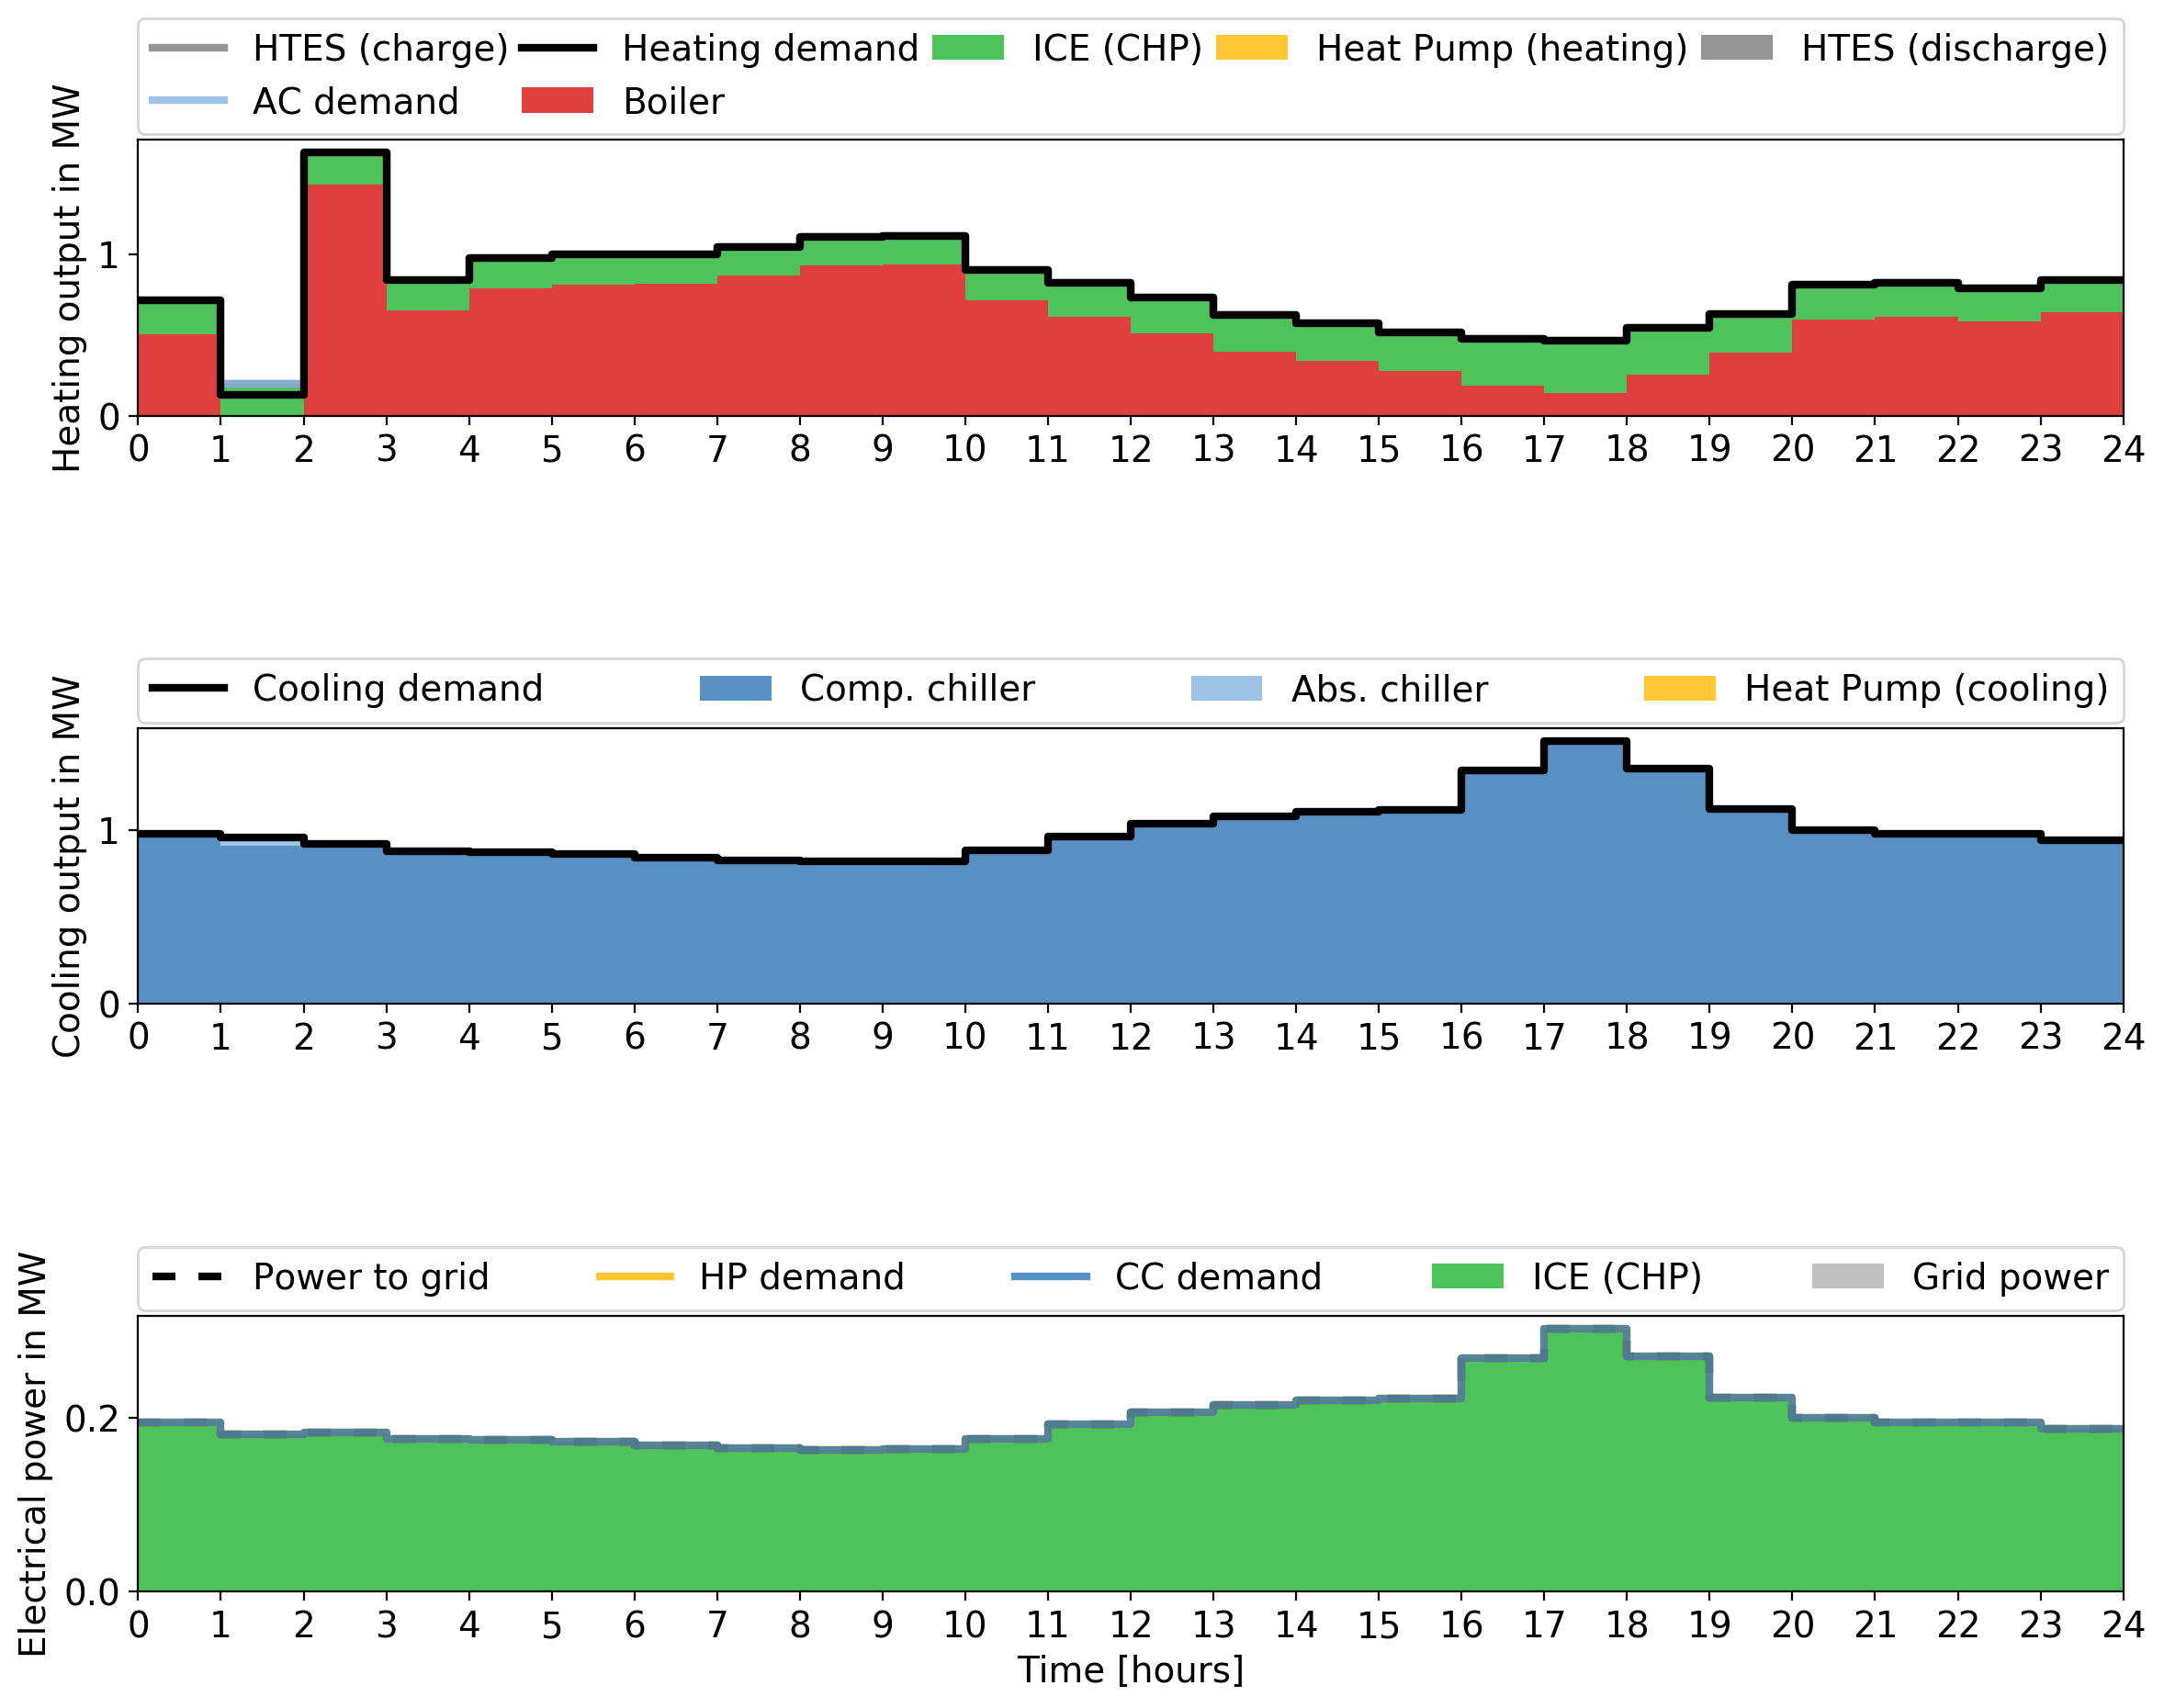 HTES (charge) Heating demand ICE (CHP) Heat Pump (heating) HTES (discharge)
AC demand Boiler
Heating output in MW
1
0
0 1 2 3 4 5 6 7 8 9 10 11 12 13 14 15 16 17 18 19 20 21 22 23 24
Cooling demand Comp. chiller Abs. chiller Heat Pump (cooling)
Cooling output in MW
1
0
0 1 2 3 4 5 6 7 8 9 10 11 12 13 14 15 16 17 18 19 20 21 22 23 24
Power to grid HP demand CC demand ICE (CHP) Grid power
Electrical power in MW
0.2
0.0
0 1 2 3 4 5 6 7 8 9 10 11 12 13 14 15 16 17 18 19 20 21 22 23 24
Time [hours]